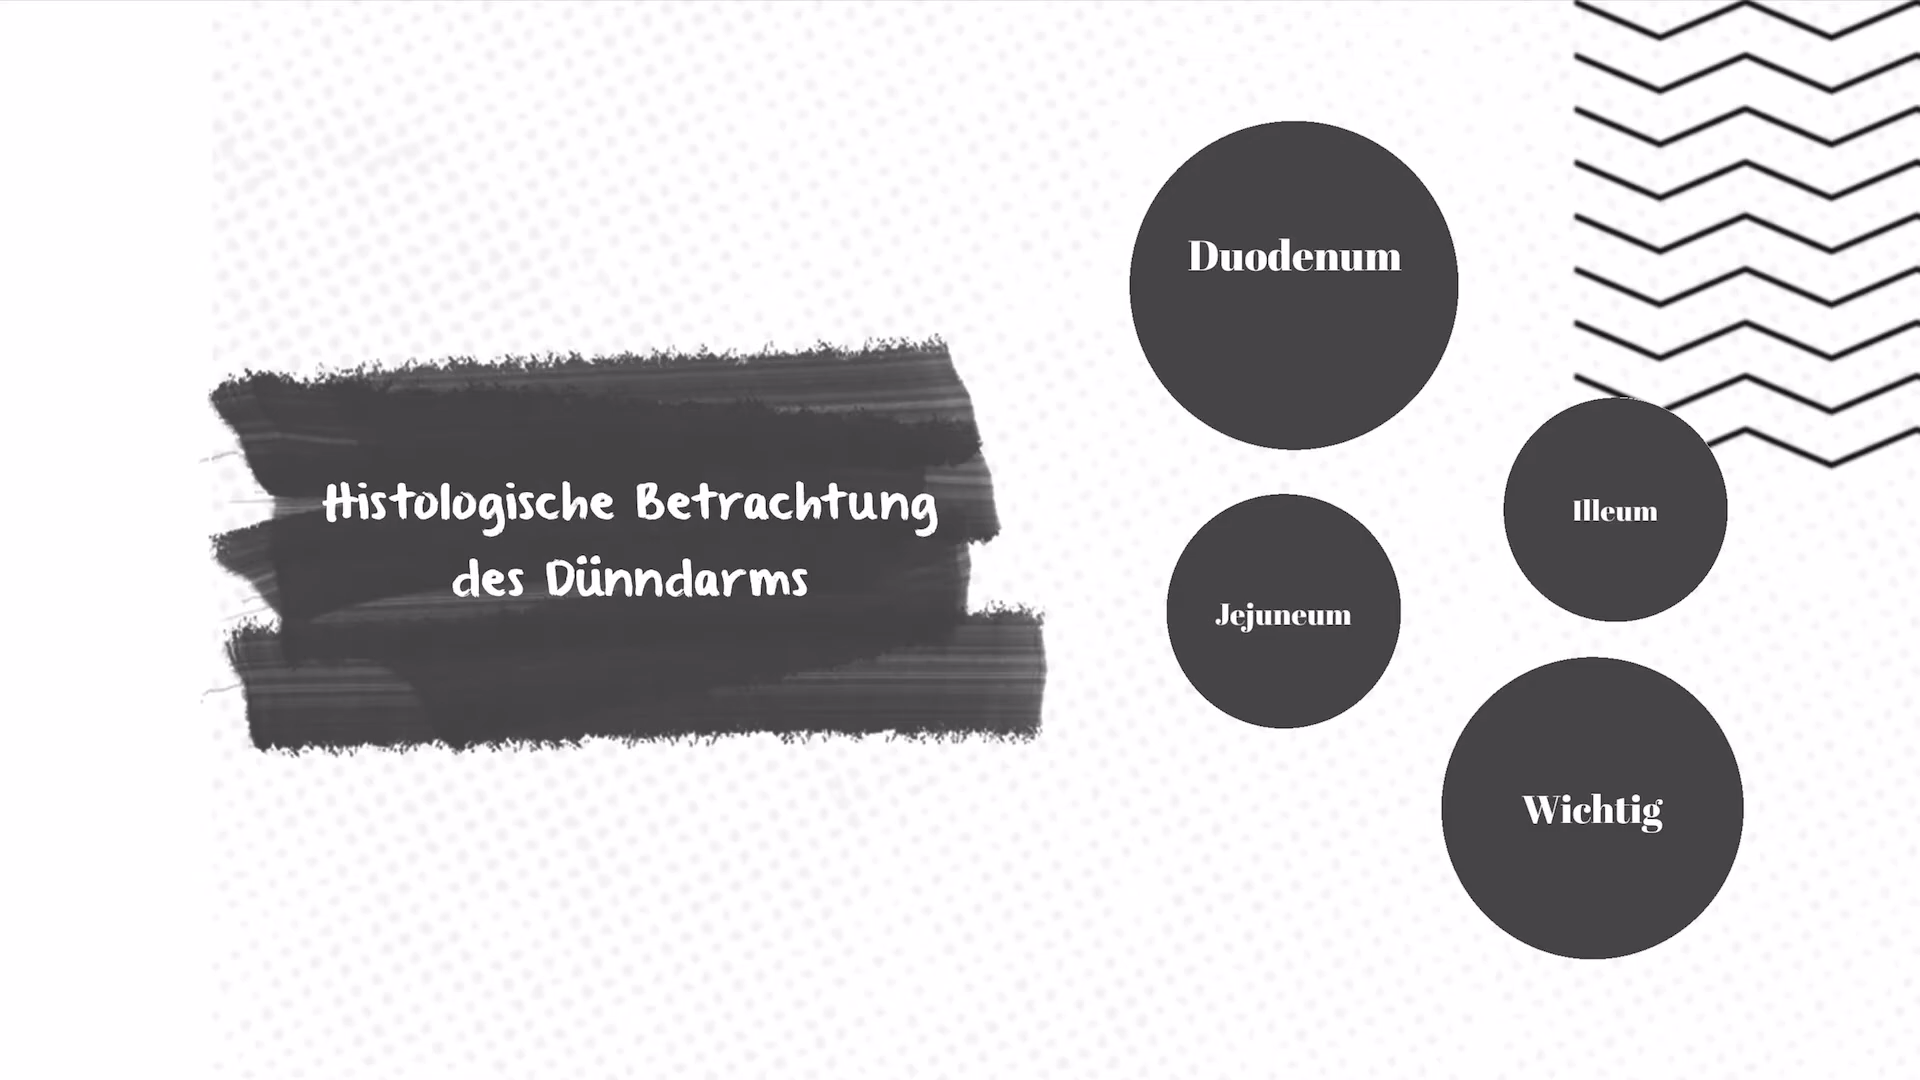 Histologische Betrachtung
des Dünndarms
Duodenum
Illeum
Jejuneum
Wichtig